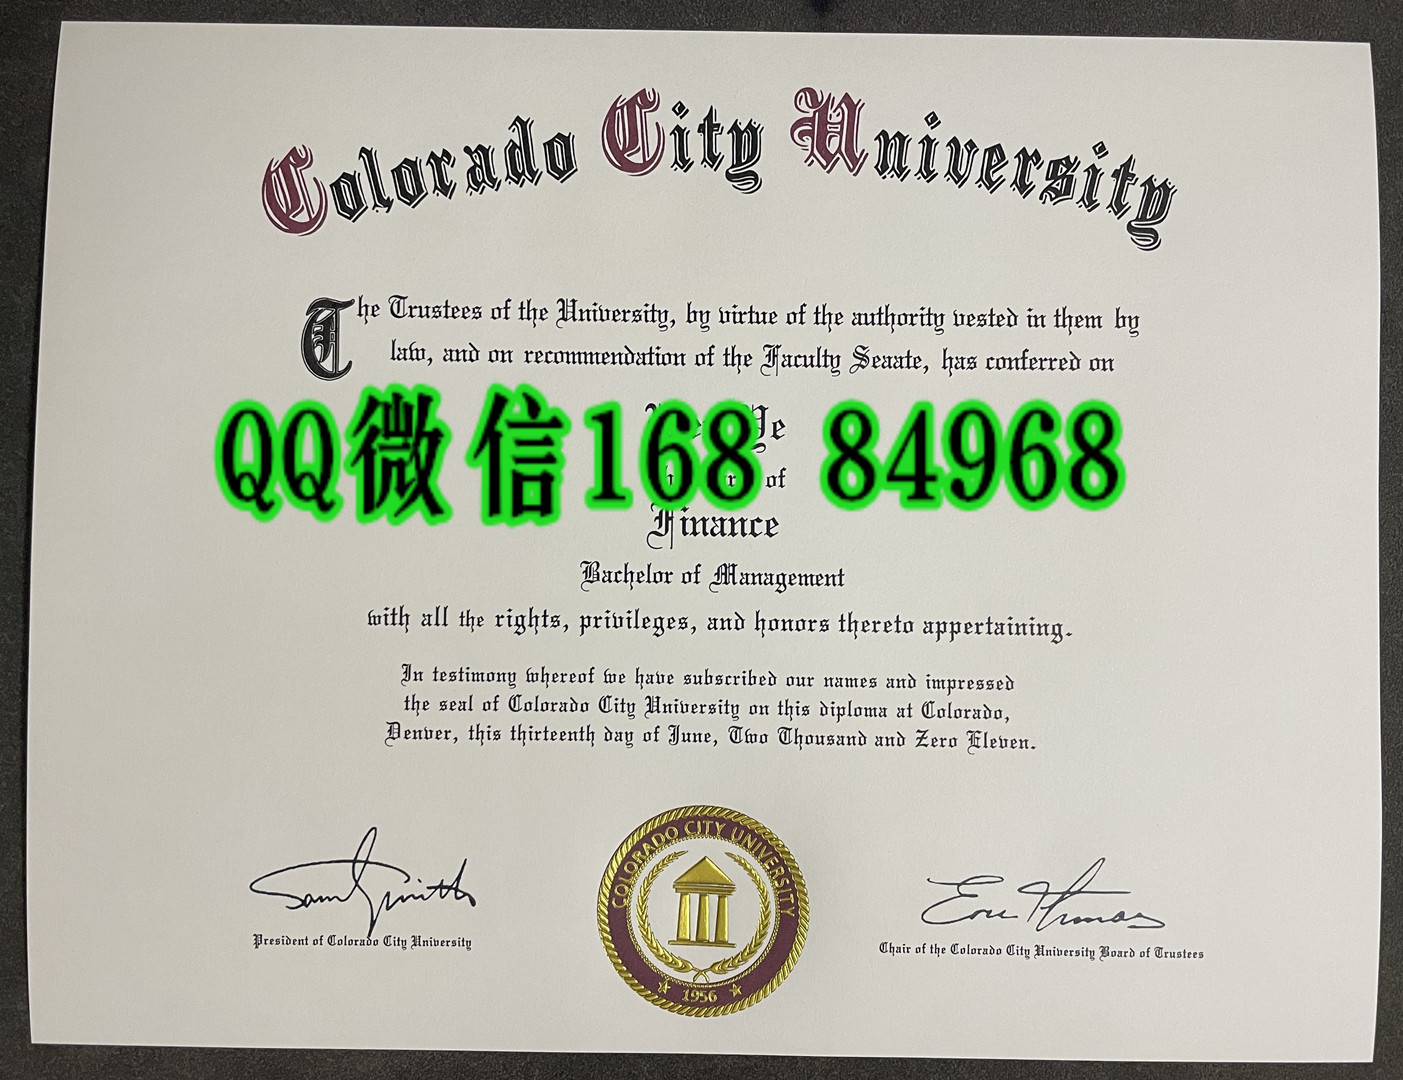 Colorado City University
The Trustees of the University, by virtue of the authority vested in them by
law, and on recommendation of the Faculty Seaate, has conferred on
QQ微信168 84968
of
Finance
Bachelor of Management
with all the rights, privileges, and honors thereto appertaining.
In testimony whereof we have subscribed our names and impressed
the seal of Colorado City University on this diploma at Colorado,
Denver, this thirteenth day of June, Two Thousand and Zero Eleven.
President of Colorado City University
COLORADO CITY UNIVERSITY
1956
Chair of the Colorado City University Board of Trustees